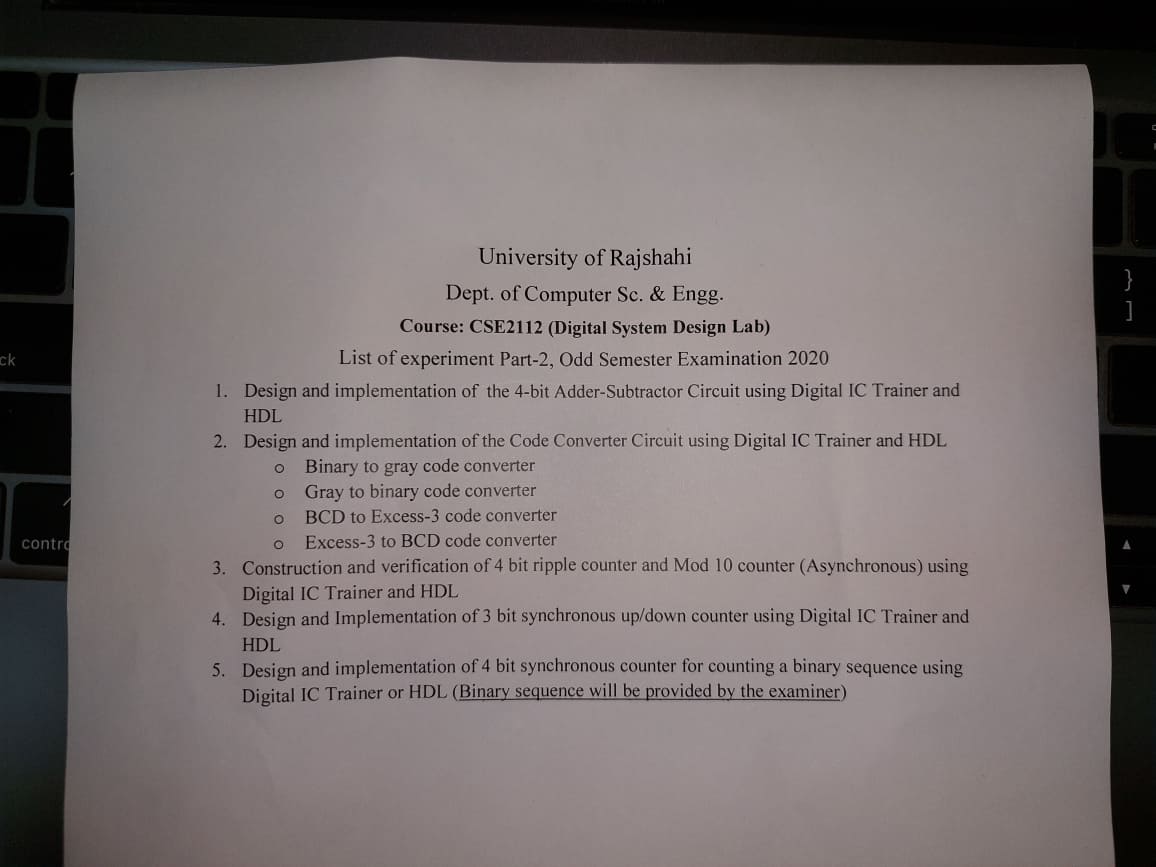 University of Rajshahi
Dept. of Computer Sc. & Engg.
Course: CSE2112 (Digital System Design Lab)
List of experiment Part-2, Odd Semester Examination 2020
1. Design and implementation of the 4-bit Adder-Subtractor Circuit using Digital IC Trainer and
HDL
2. Design and implementation of the Code Converter Circuit using Digital IC Trainer and HDL
o Binary to gray code converter
o Gray to binary code converter
o BCD to Excess-3 code converter
o Excess-3 to BCD code converter
3. Construction and verification of 4 bit ripple counter and Mod 10 counter (Asynchronous) using
Digital IC Trainer and HDL
4. Design and Implementation of 3 bit synchronous up/down counter using Digital IC Trainer and
HDL
5. Design and implementation of 4 bit synchronous counter for counting a binary sequence using
Digital IC Trainer or HDL (Binary sequence will be provided by the examiner)
ck
contro
}
]